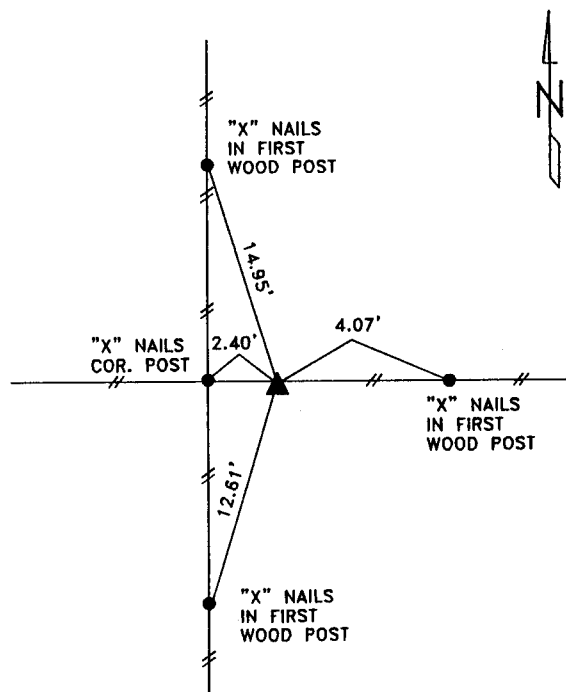 N
"X" NAILS
IN FIRST
WOOD POST
14.95'
"X" NAILS
COR. POST
2.40'
4.07'
"X" NAILS
IN FIRST
WOOD POST
12.61'
"X" NAILS
IN FIRST
WOOD POST